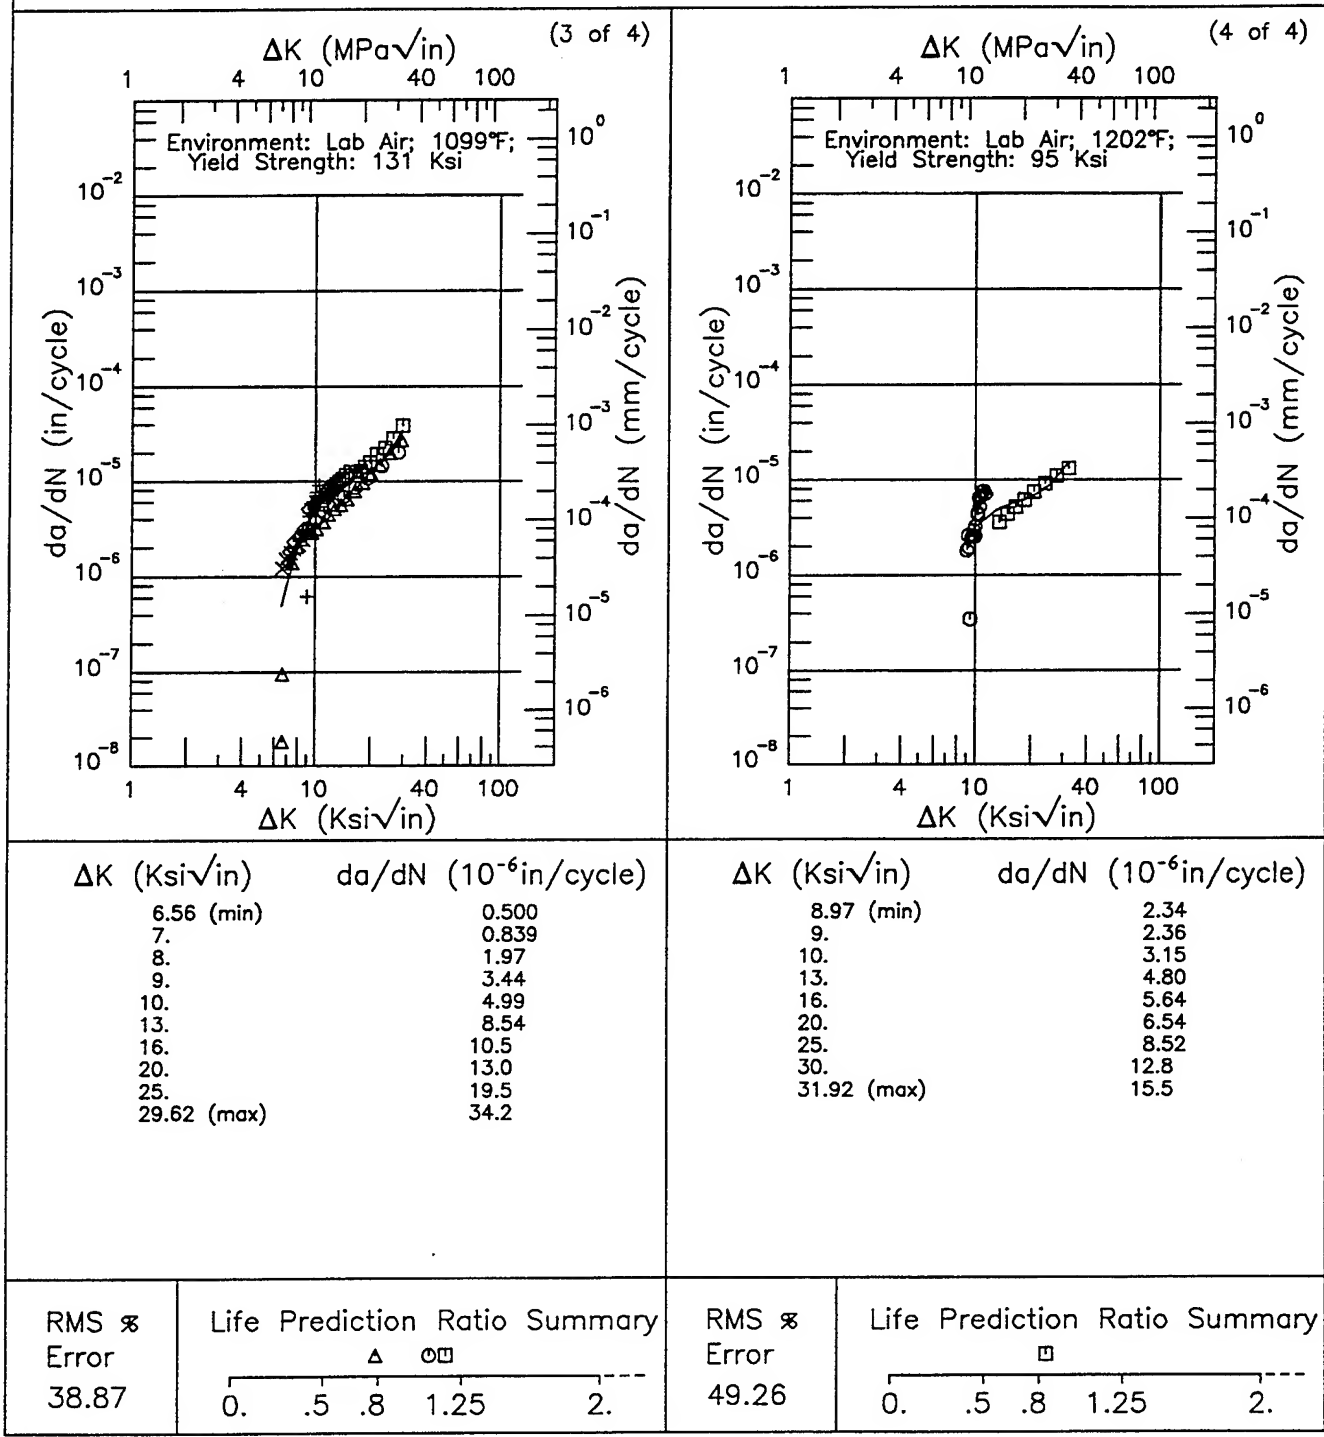 (3 of 4)
ΔK (MPa√in)
1 4 10 40 100
Environment: Lab Air; 1099°F;
Yield Strength: 131 Ksi
da/dN (in/cycle)
10⁻²
10⁻³
10⁻⁴
10⁻⁵
10⁻⁶
10⁻⁷
10⁻⁸
da/dN (mm/cycle)
10⁰
10⁻¹
10⁻²
10⁻³
10⁻⁴
10⁻⁵
10⁻⁶
1 4 10 40 100
ΔK (Ksi√in)
ΔK (Ksi√in) da/dN (10⁻⁶in/cycle)
6.56 (min) 0.500
7. 0.839
8. 1.97
9. 3.44
10. 4.99
13. 8.54
16. 10.5
20. 13.0
25. 19.5
29.62 (max) 34.2
RMS %
Error
38.87
Life Prediction Ratio Summary
0. .5 .8 1.25 2.
(4 of 4)
ΔK (MPa√in)
1 4 10 40 100
Environment: Lab Air; 1202°F;
Yield Strength: 95 Ksi
da/dN (in/cycle)
10⁻²
10⁻³
10⁻⁴
10⁻⁵
10⁻⁶
10⁻⁷
10⁻⁸
da/dN (mm/cycle)
10⁰
10⁻¹
10⁻²
10⁻³
10⁻⁴
10⁻⁵
10⁻⁶
1 4 10 40 100
ΔK (Ksi√in)
ΔK (Ksi√in) da/dN (10⁻⁶in/cycle)
8.97 (min) 2.34
9. 2.36
10. 3.15
13. 4.80
16. 5.64
20. 6.54
25. 8.52
30. 12.8
31.92 (max) 15.5
RMS %
Error
49.26
Life Prediction Ratio Summary
0. .5 .8 1.25 2.